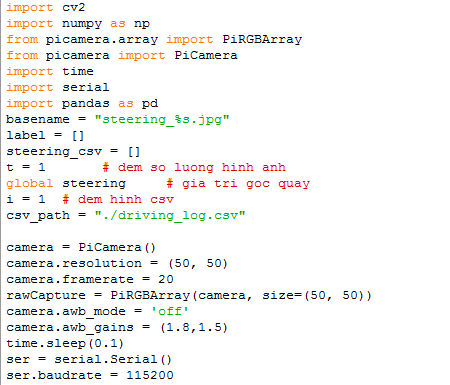 import cv2
import numpy as np
from picamera.array import PiRGBArray
from picamera import PiCamera
import time
import serial
import pandas as pd
basename = "steering_%s.jpg"
label = []
steering_csv = []
t = 1       # dem so luong hinh anh
global steering     # gia tri goc quay
i = 1  # dem hinh csv
csv_path = "./driving_log.csv"

camera = PiCamera()
camera.resolution = (50, 50)
camera.framerate = 20
rawCapture = PiRGBArray(camera, size=(50, 50))
camera.awb_mode = 'off'
camera.awb_gains = (1.8,1.5)
time.sleep(0.1)
ser = serial.Serial()
ser.baudrate = 115200